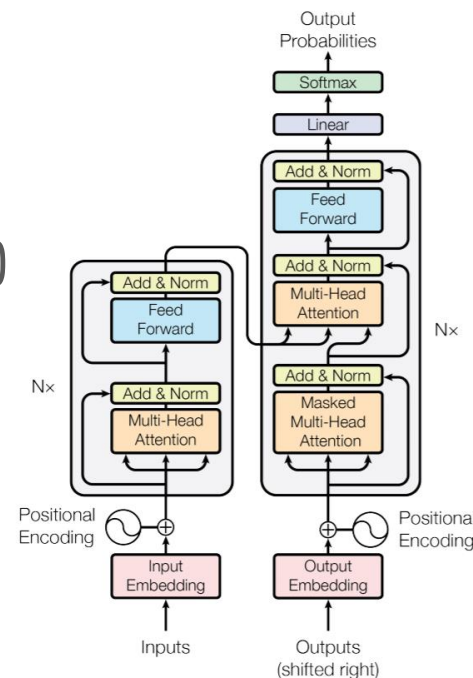 Output
Probabilities
Softmax
Linear
Add & Norm
Feed
Forward
Add & Norm
Multi-Head
Attention
Add & Norm
Masked
Multi-Head
Attention
Nx
Add & Norm
Feed
Forward
Add & Norm
Multi-Head
Attention
Nx
Positional
Encoding
Positiona
Encoding
Input
Embedding
Output
Embedding
Inputs
Outputs
(shifted right)